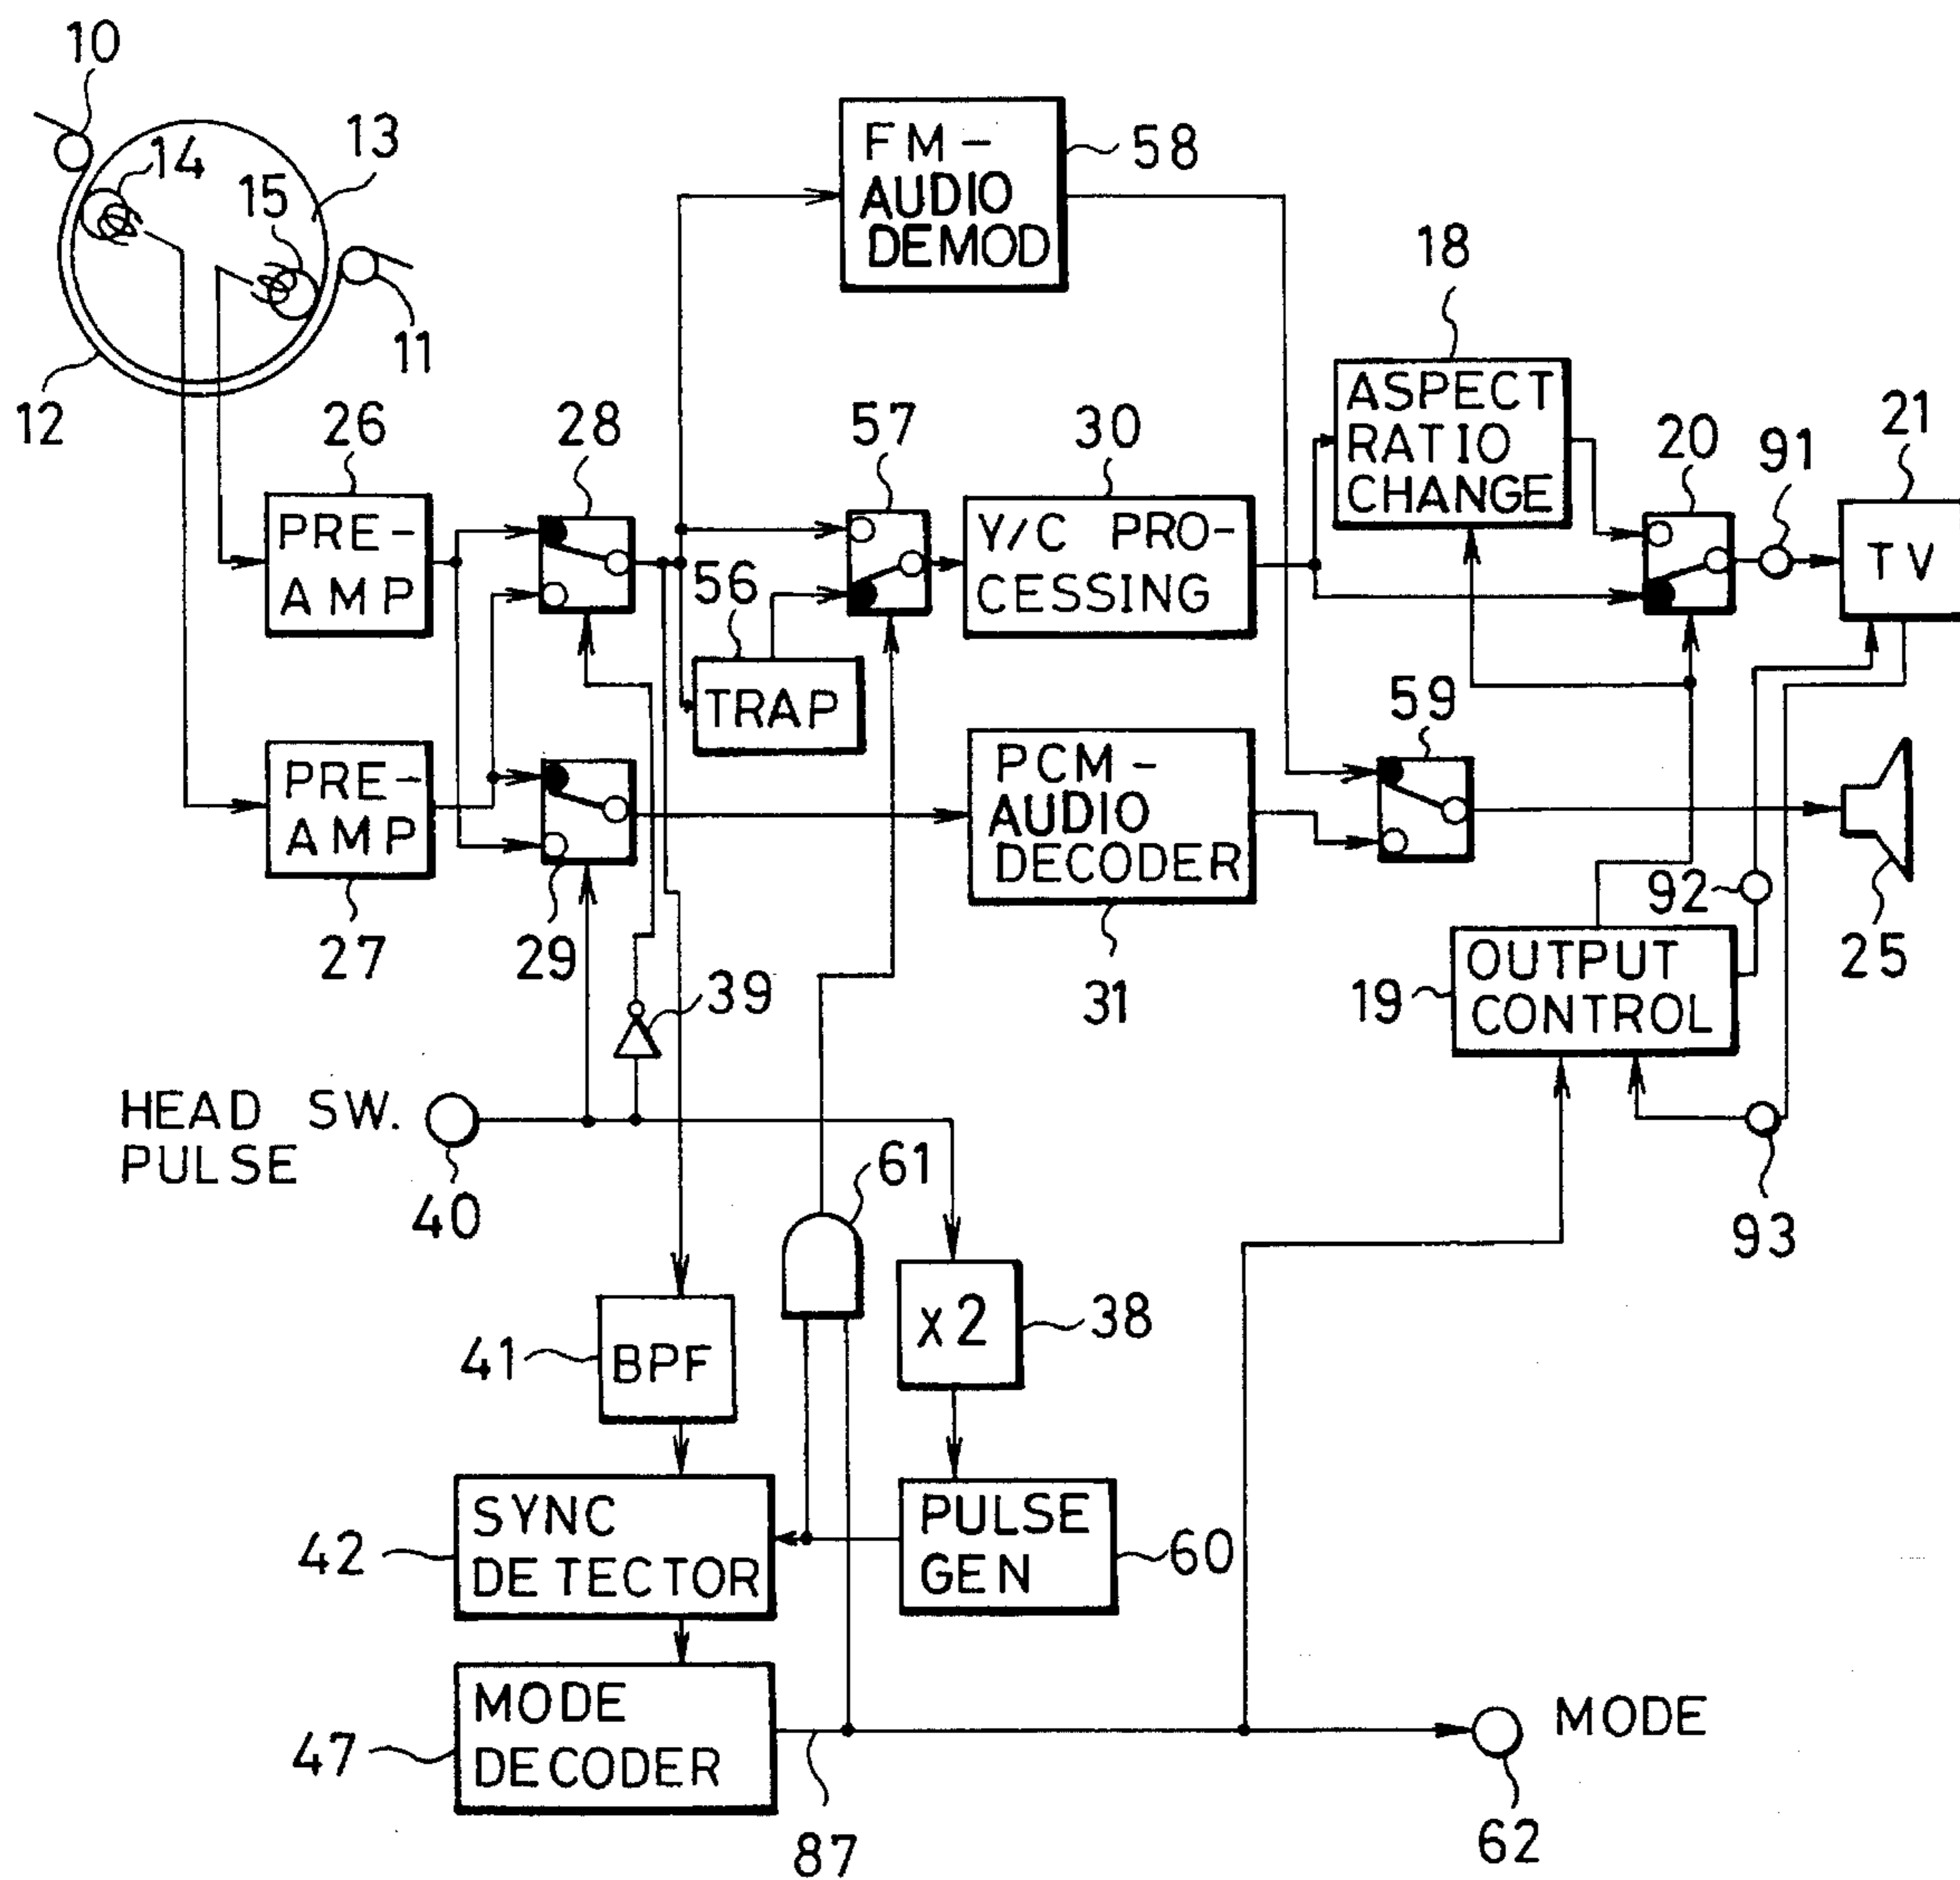 10
13
14
15
11
12
FM-
AUDIO
DEMOD
58
18
ASPECT
RATIO
CHANGE
26
PRE-
AMP
28
57
30
Y/C PRO-
CESSING
20
91
21
TV
56
TRAP
59
PRE-
AMP
27
29
PCM-
AUDIO
DECODER
31
92
25
19
OUTPUT
CONTROL
39
HEAD SW.
PULSE
40
61
93
41
BPF
X2
38
42
SYNC
DETECTOR
PULSE
GEN
60
47
MODE
DECODER
87
MODE
62